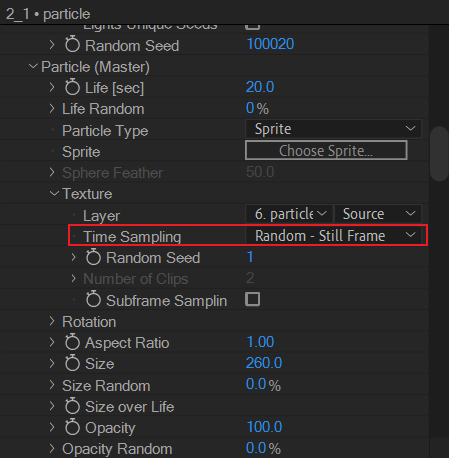 2_1 • particle
Lights Unique Seeds
Random Seed 100020
Particle (Master)
Life [sec] 20.0
Life Random 0 %
Particle Type Sprite
Sprite Choose Sprite...
Sphere Feather 50.0
Texture
Layer 6. particle Source
Time Sampling Random - Still Frame
Random Seed 1
Number of Clips 2
Subframe Samplin
Rotation
Aspect Ratio 1.00
Size 260.0
Size Random 0.0 %
Size over Life
Opacity 100.0
Opacity Random 0.0 %